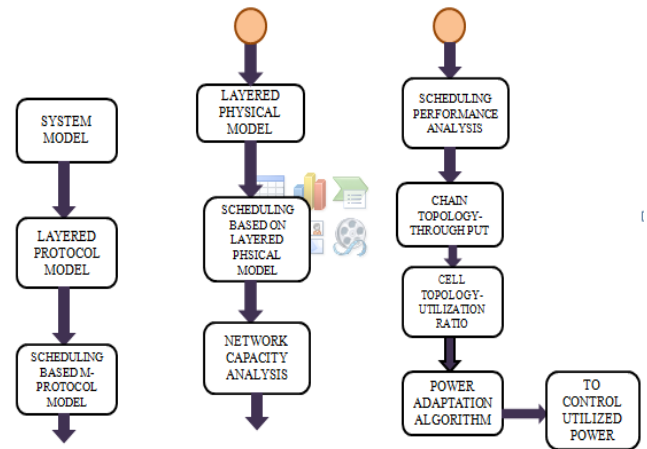 SYSTEM
MODEL
LAYERED
PROTOCOL
MODEL
SCHEDULING
BASED M-
PROTOCOL
MODEL
LAYERED
PHYSICAL
MODEL
SCHEDULING
BASED ON
LAYERED
PHSICAL
MODEL
NETWORK
CAPACITY
ANALYSIS
SCHEDULING
PERFORMANCE
ANALYSIS
CHAIN
TOPOLOGY-
THROUGH PUT
CELL
TOPOLOGY-
UTILIZATION
RATIO
POWER
ADAPTATION
ALGORITHM
TO
CONTROL
UTILIZED
POWER